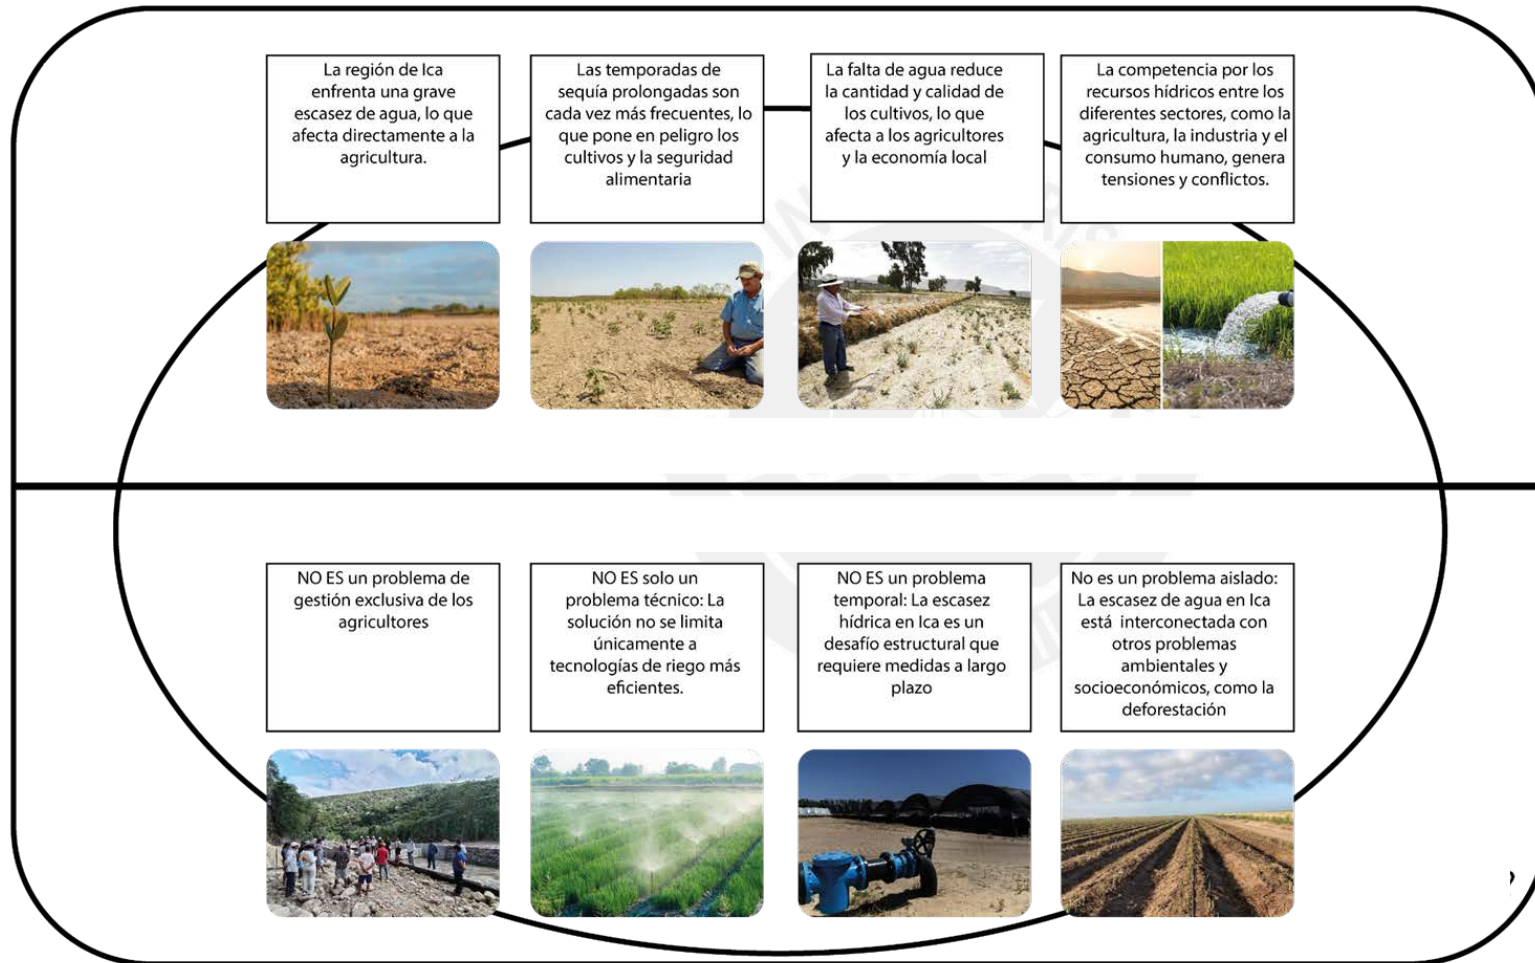 La región de Ica
enfrenta una grave
escasez de agua, lo que
afecta directamente a la
agricultura.
Las temporadas de
sequía prolongadas son
cada vez más frecuentes, lo
que pone en peligro los
cultivos y la seguridad
alimentaria
La falta de agua reduce
la cantidad y calidad de
los cultivos, lo que
afecta a los agricultores
y la economía local
La competencia por los
recursos hídricos entre los
diferentes sectores, como la
agricultura, la industria y el
consumo humano, genera
tensiones y conflictos.
NO ES un problema de
gestión exclusiva de los
agricultores
NO ES solo un
problema técnico: La
solución no se limita
únicamente a
tecnologías de riego más
eficientes.
NO ES un problema
temporal: La escasez
hídrica en Ica es un
desafío estructural que
requiere medidas a largo
plazo
No es un problema aislado:
La escasez de agua en Ica
está interconectada con
otros problemas
ambientales y
socioeconómicos, como la
deforestación